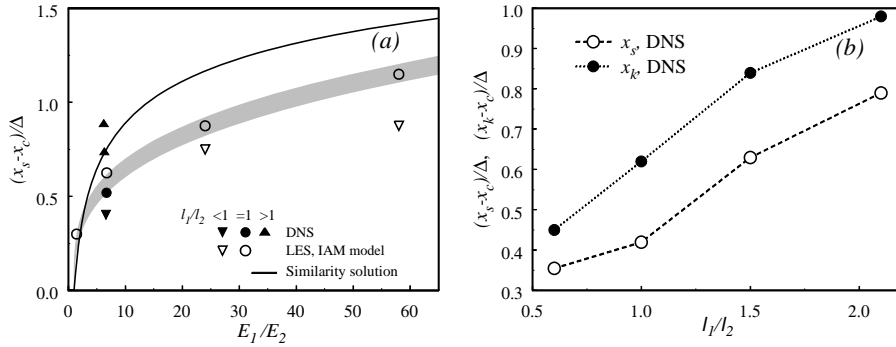 1.5
1.0
0.5
0.0
0
10
20
30
40
50
60
(x_s-x_c)/Δ
E_1/E_2
(a)
l_1/l_2 <1 =1 >1
DNS
LES, IAM model
Similarity solution
1.0
0.9
0.8
0.7
0.6
0.5
0.4
0.3
0.5
1.0
1.5
2.0
(x_s-x_c)/Δ, (x_k-x_c)/Δ
l_1/l_2
x_s, DNS
x_k, DNS
(b)